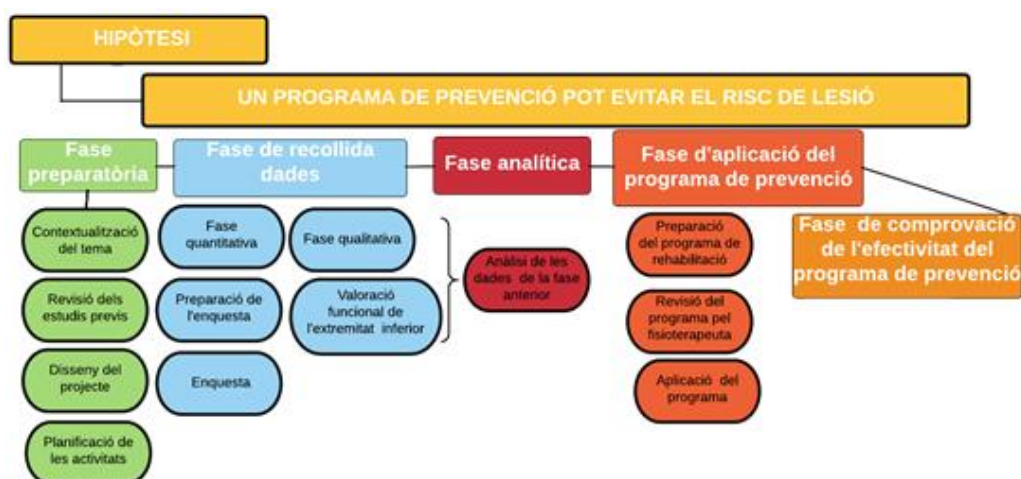 HIPÒTESI
UN PROGRAMA DE PREVENCIÓ POT EVITAR EL RISC DE LESIÓ
Fase
preparatòria
Fase de recollida
dades
Fase analítica
Fase d'aplicació del
programa de prevenció
Fase de comprovació
de l'efectivitat del
programa de prevenció
Contextualització
del tema
Revisió dels
estudis previs
Disseny del
projecte
Planificació de
les activitats
Fase
quantitativa
Preparació de
l'enquesta
Enquesta
Fase qualitativa
Valoració
funcional de
l'extremitat inferior
Anàlisi de les
dades de la fase
anterior
Preparació
del programa de
rehabilitació
Revisió del
programa pel
fisioterapeuta
Aplicació del
programa